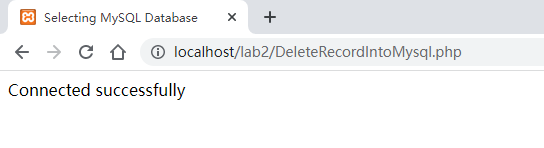 Selecting MySQL Database
localhost/lab2/DeleteRecordIntoMysql.php
Connected successfully